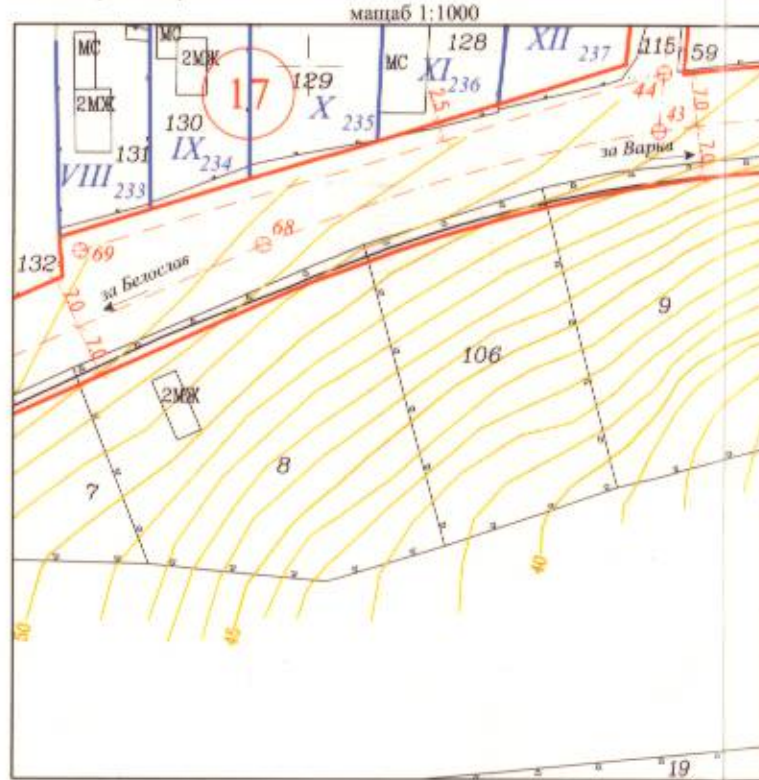 мащаб 1:1000
МС
2МЖ
131
VIII 233
МС
2МЖ
130
IX 234
17
129
X 235
МС
128
XI 236
2.5
XII 237
115
59
44
43
7.0
7.0
за Варна
132
69
68
за Белослав
7.0
7.0
2МЖ
7
8
106
9
50
45
40
19